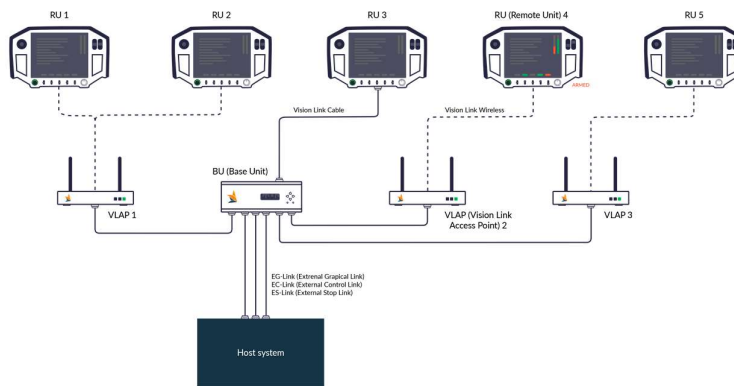 RU 1
RU 2
RU 3
RU (Remote Unit) 4
RU 5
ARMED
Vision Link Cable
Vision Link Wireless
BU (Base Unit)
VLAP 1
VLAP (Vision Link
Access Point) 2
VLAP 3
EG-Link (Extrenal Grapical Link)
EC-Link (External Control Link)
ES-Link (External Stop Link)
Host system